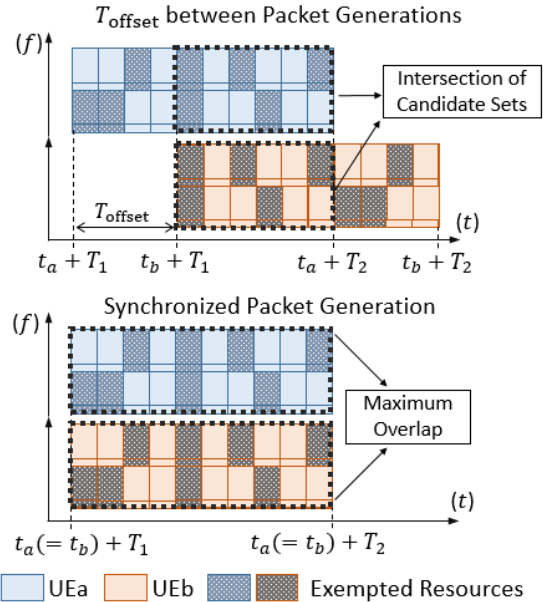 T_offset between Packet Generations
(f)
Intersection of
Candidate Sets
T_offset
(t)
t_a + T_1
t_b + T_1
t_a + T_2
t_b + T_2
Synchronized Packet Generation
(f)
Maximum
Overlap
(t)
t_a(= t_b) + T_1
t_a(= t_b) + T_2
UEa
UEb
Exempted Resources